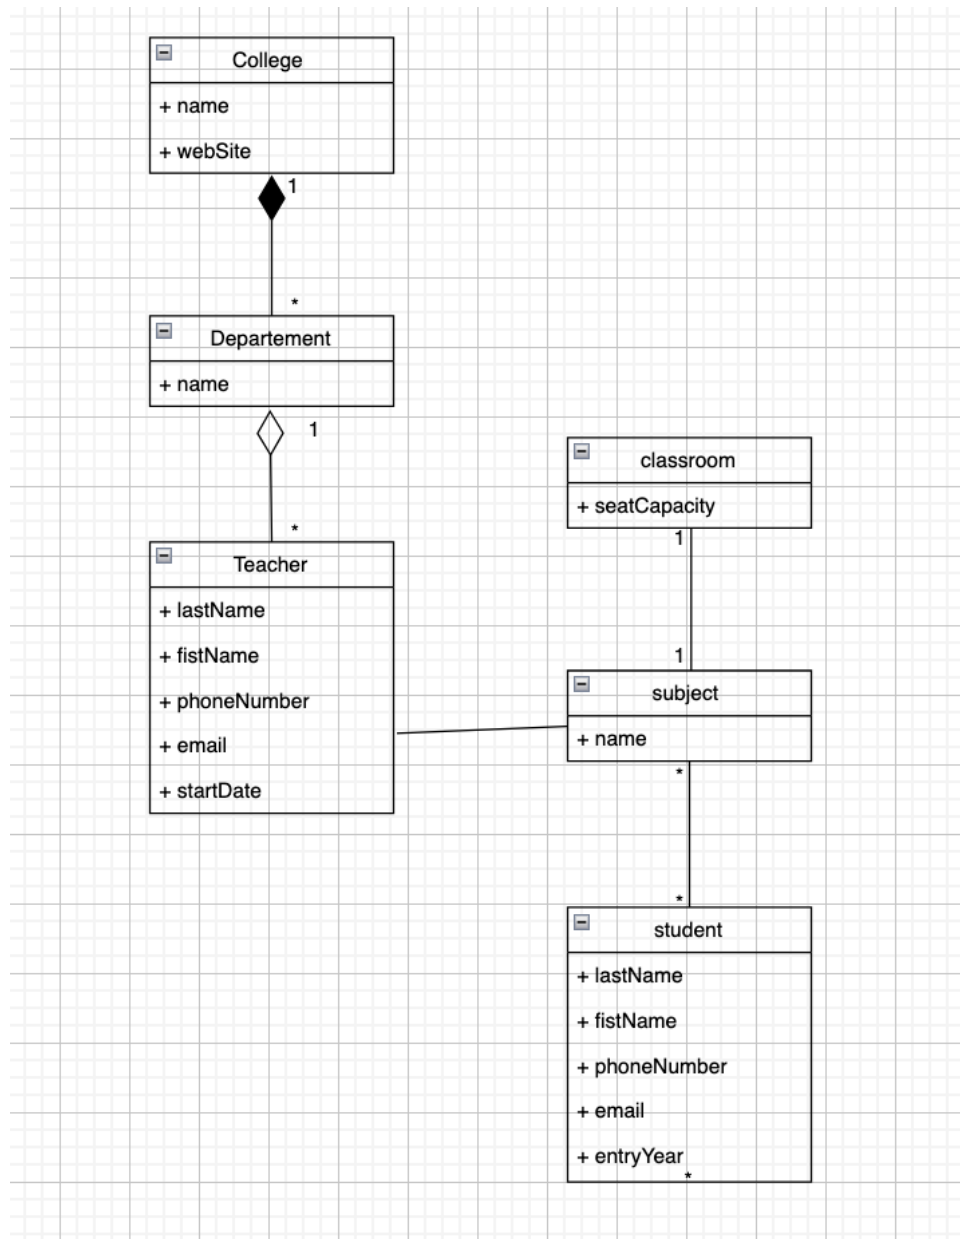 College
+ name
+ webSite
1
*
Departement
+ name
1
*
Teacher
+ lastName
+ fistName
+ phoneNumber
+ email
+ startDate
classroom
+ seatCapacity
1
1
subject
+ name
*
*
student
+ lastName
+ fistName
+ phoneNumber
+ email
+ entryYear
*